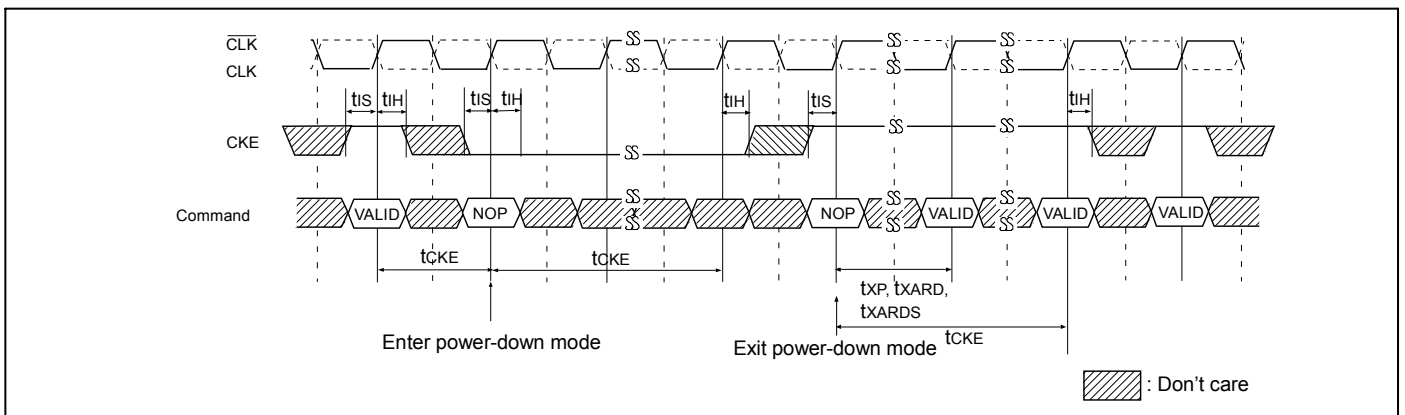 CLK
CLK
tIS tIH tIS tIH tIH tIS tIH
CKE
Command
VALID NOP NOP VALID VALID VALID
tCKE tCKE
tXP, tXARD,
tXARDS
tCKE
Enter power-down mode
Exit power-down mode
: Don't care